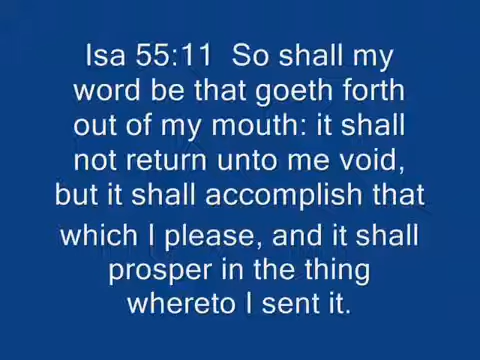 Isa 55:11  So shall my
word be that goeth forth
out of my mouth: it shall
not return unto me void,
but it shall accomplish that
which I please, and it shall
prosper in the thing
whereto I sent it.